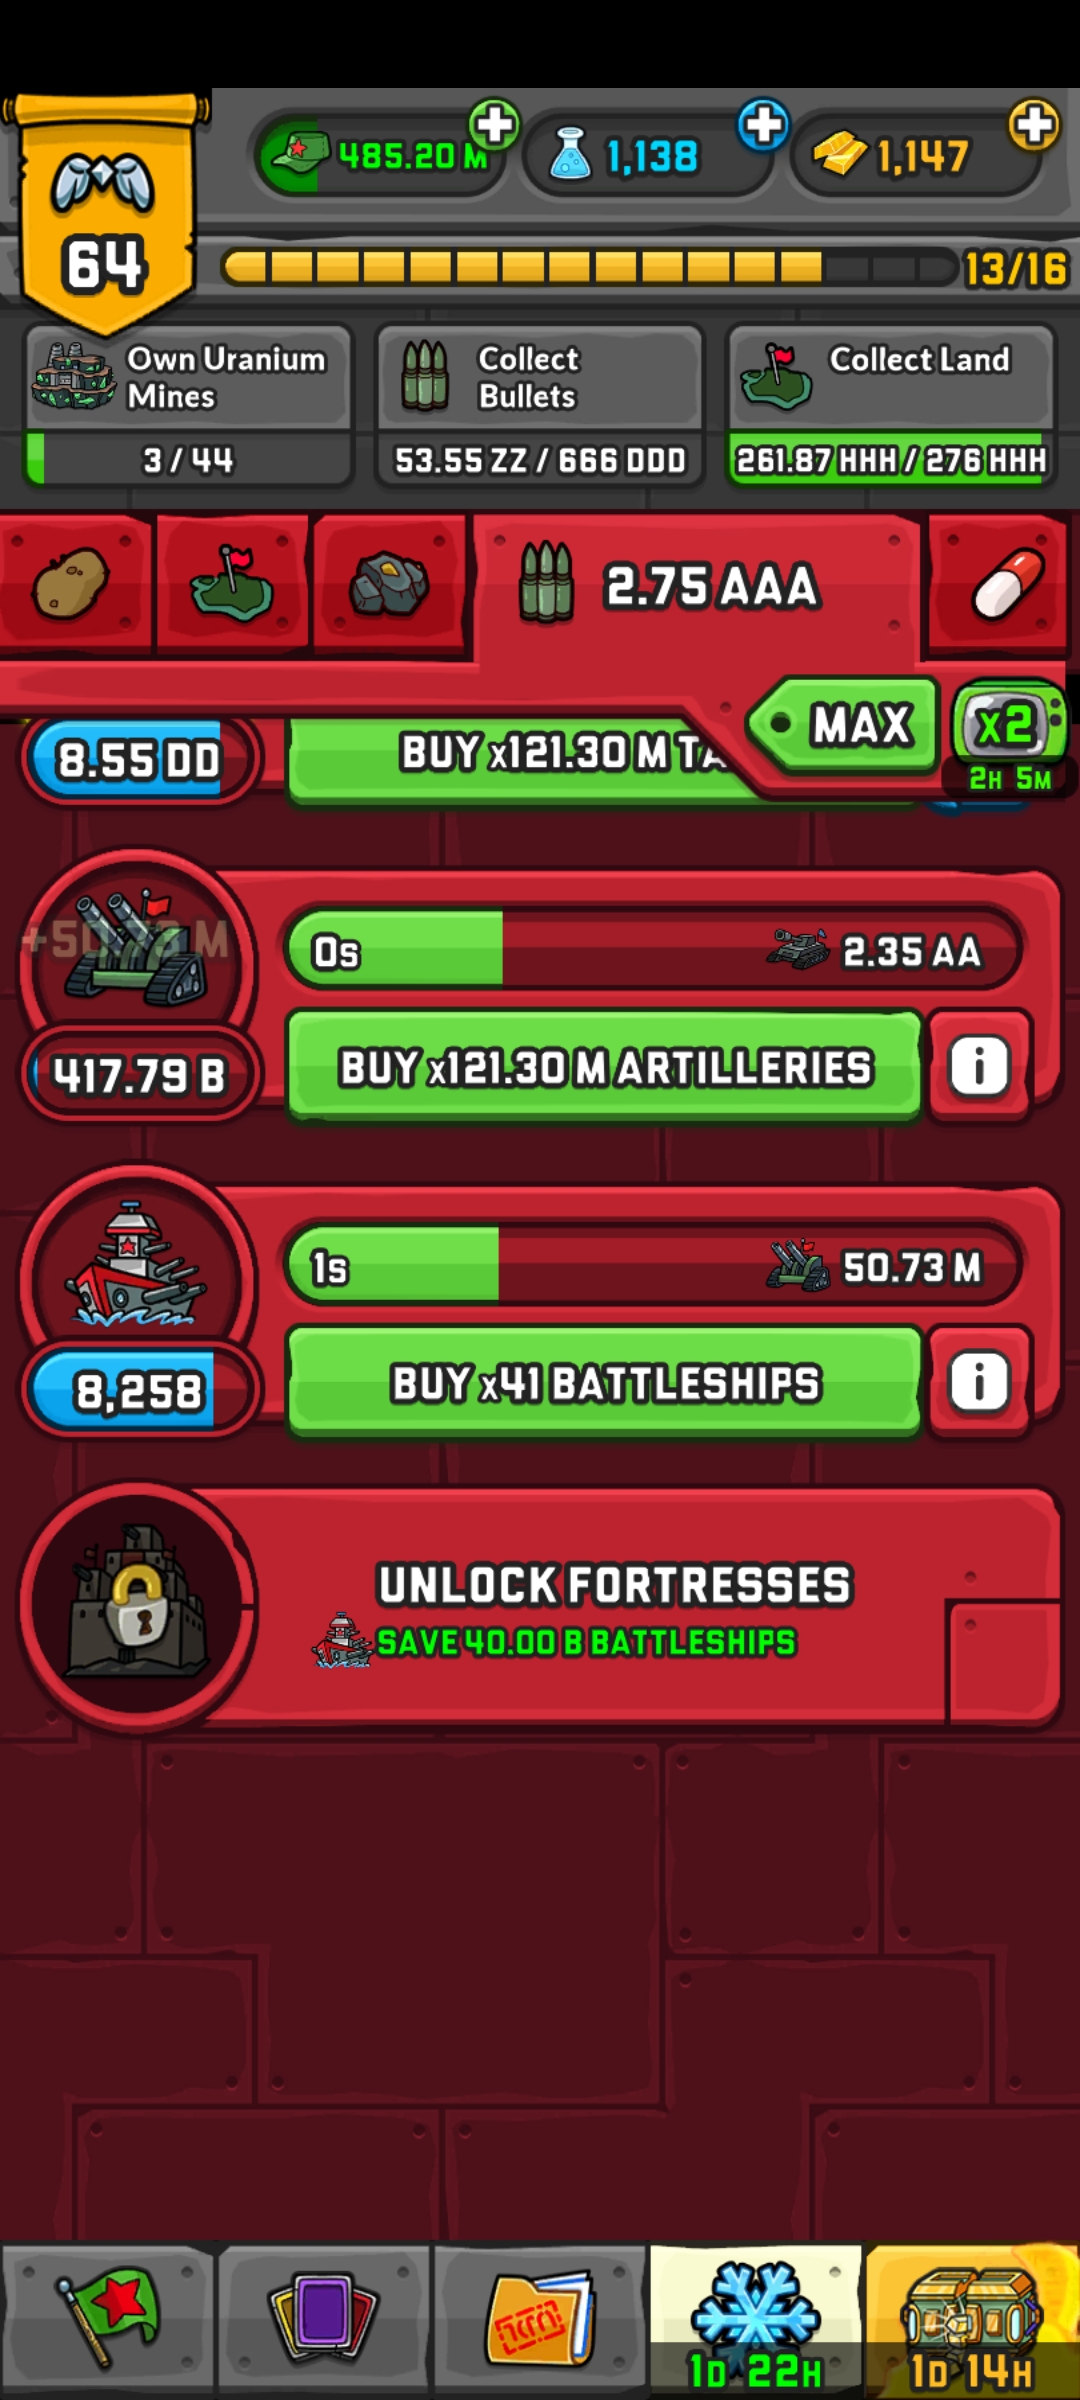 485.20 M
1,138
1,147
64
13/16
Own Uranium
Mines
3 / 44
Collect
Bullets
53.55 ZZ / 666 DDD
Collect Land
261.87 HHH / 276 HHH
2.75 AAA
MAX
x2
2H 5M
8.55 DD
BUY x121.30 M TA
+50.73 M
0s
2.35 AA
417.79 B
BUY x121.30 M ARTILLERIES
i
1s
50.73 M
8,258
BUY x41 BATTLESHIPS
i
UNLOCK FORTRESSES
SAVE 40.00 B BATTLESHIPS
1D 22H
1D 14H